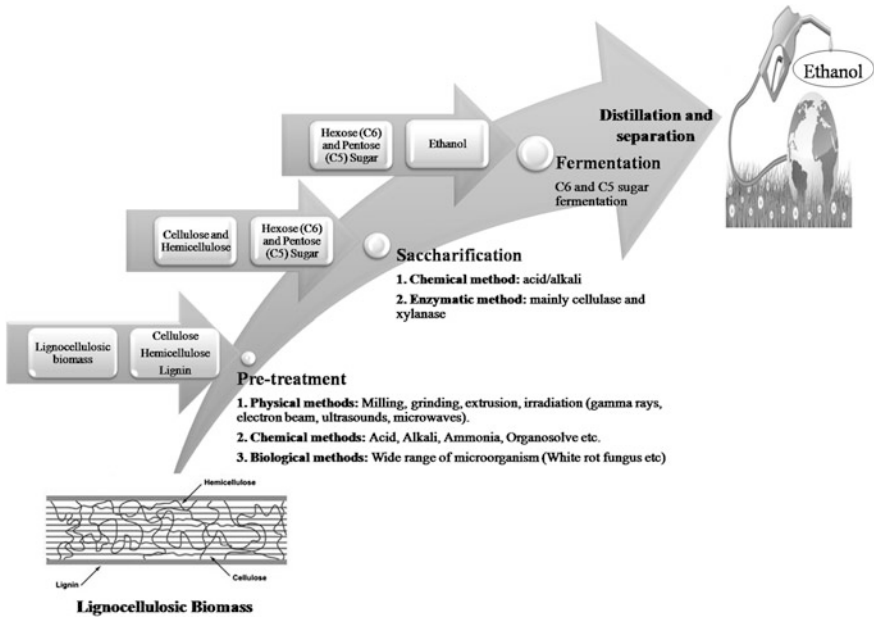 Ethanol
Distillation and
separation
Hexose (C6)
and Pentose
(C5) Sugar
Ethanol
Fermentation
C6 and C5 sugar
fermentation
Cellulose and
Hemicellulose
Hexose (C6)
and Pentose
(C5) Sugar
Saccharification
1. Chemical method: acid/alkali
2. Enzymatic method: mainly cellulase and
xylanase
Lignocellulosic
biomass
Cellulose
Hemicellulose
Lignin
Pre-treatment
1. Physical methods: Milling, grinding, extrusion, irradiation (gamma rays,
electron beam, ultrasounds, microwaves).
2. Chemical methods: Acid, Alkali, Ammonia, Organosolve etc.
3. Biological methods: Wide range of microorganism (White rot fungus etc)
Hemicellulose
Lignin
Cellulose
Lignocellulosic Biomass